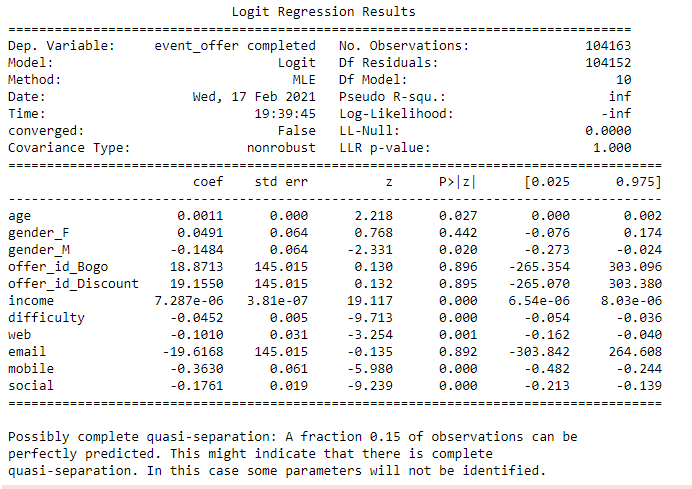 Logit Regression Results
==============================================================================
Dep. Variable: event_offer completed No. Observations: 104163
Model: Logit Df Residuals: 104152
Method: MLE Df Model: 10
Date: Wed, 17 Feb 2021 Pseudo R-squ.: inf
Time: 19:39:45 Log-Likelihood: -inf
converged: False LL-Null: 0.0000
Covariance Type: nonrobust LLR p-value: 1.000
==============================================================================
coef std err z P>|z| [0.025 0.975]
------------------------------------------------------------------------------
age 0.0011 0.000 2.218 0.027 0.000 0.002
gender_F 0.0491 0.064 0.768 0.442 -0.076 0.174
gender_M -0.1484 0.064 -2.331 0.020 -0.273 -0.024
offer_id_Bogo 18.8713 145.015 0.130 0.896 -265.354 303.096
offer_id_Discount 19.1550 145.015 0.132 0.895 -265.070 303.380
income 7.287e-06 3.81e-07 19.117 0.000 6.54e-06 8.03e-06
difficulty -0.0452 0.005 -9.713 0.000 -0.054 -0.036
web -0.1010 0.031 -3.254 0.001 -0.162 -0.040
email -19.6168 145.015 -0.135 0.892 -303.842 264.608
mobile -0.3630 0.061 -5.980 0.000 -0.482 -0.244
social -0.1761 0.019 -9.239 0.000 -0.213 -0.139
==============================================================================
Possibly complete quasi-separation: A fraction 0.15 of observations can be
perfectly predicted. This might indicate that there is complete
quasi-separation. In this case some parameters will not be identified.